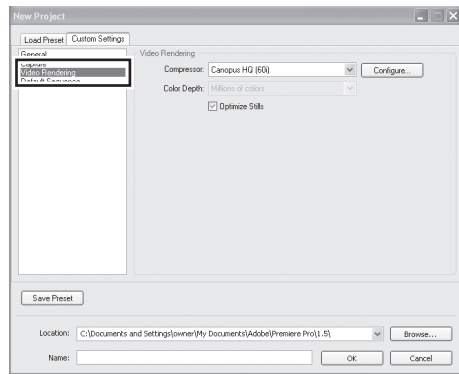 New Project
Load Preset Custom Settings
General
Capture
Video Rendering
Default Sequence
Video Rendering
Compressor: Canopus HQ (60i) Configure...
Color Depth: Millions of colors
Optimize Stills
Save Preset
Location: C:\Documents and Settings\owner\My Documents\Adobe\Premiere Pro\1.5\ Browse...
Name: OK Cancel